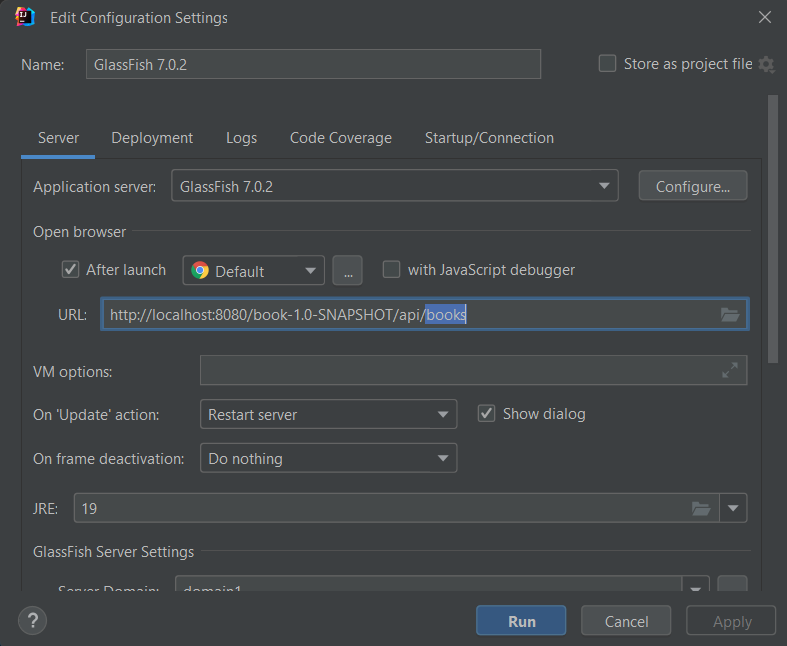 Edit Configuration Settings
Name: GlassFish 7.0.2 Store as project file
Server Deployment Logs Code Coverage Startup/Connection
Application server: GlassFish 7.0.2 Configure...
Open browser
After launch Default ... with JavaScript debugger
URL: http://localhost:8080/book-1.0-SNAPSHOT/api/books
VM options:
On 'Update' action: Restart server Show dialog
On frame deactivation: Do nothing
JRE: 19
GlassFish Server Settings
Server Domain: domain1
? Run Cancel Apply